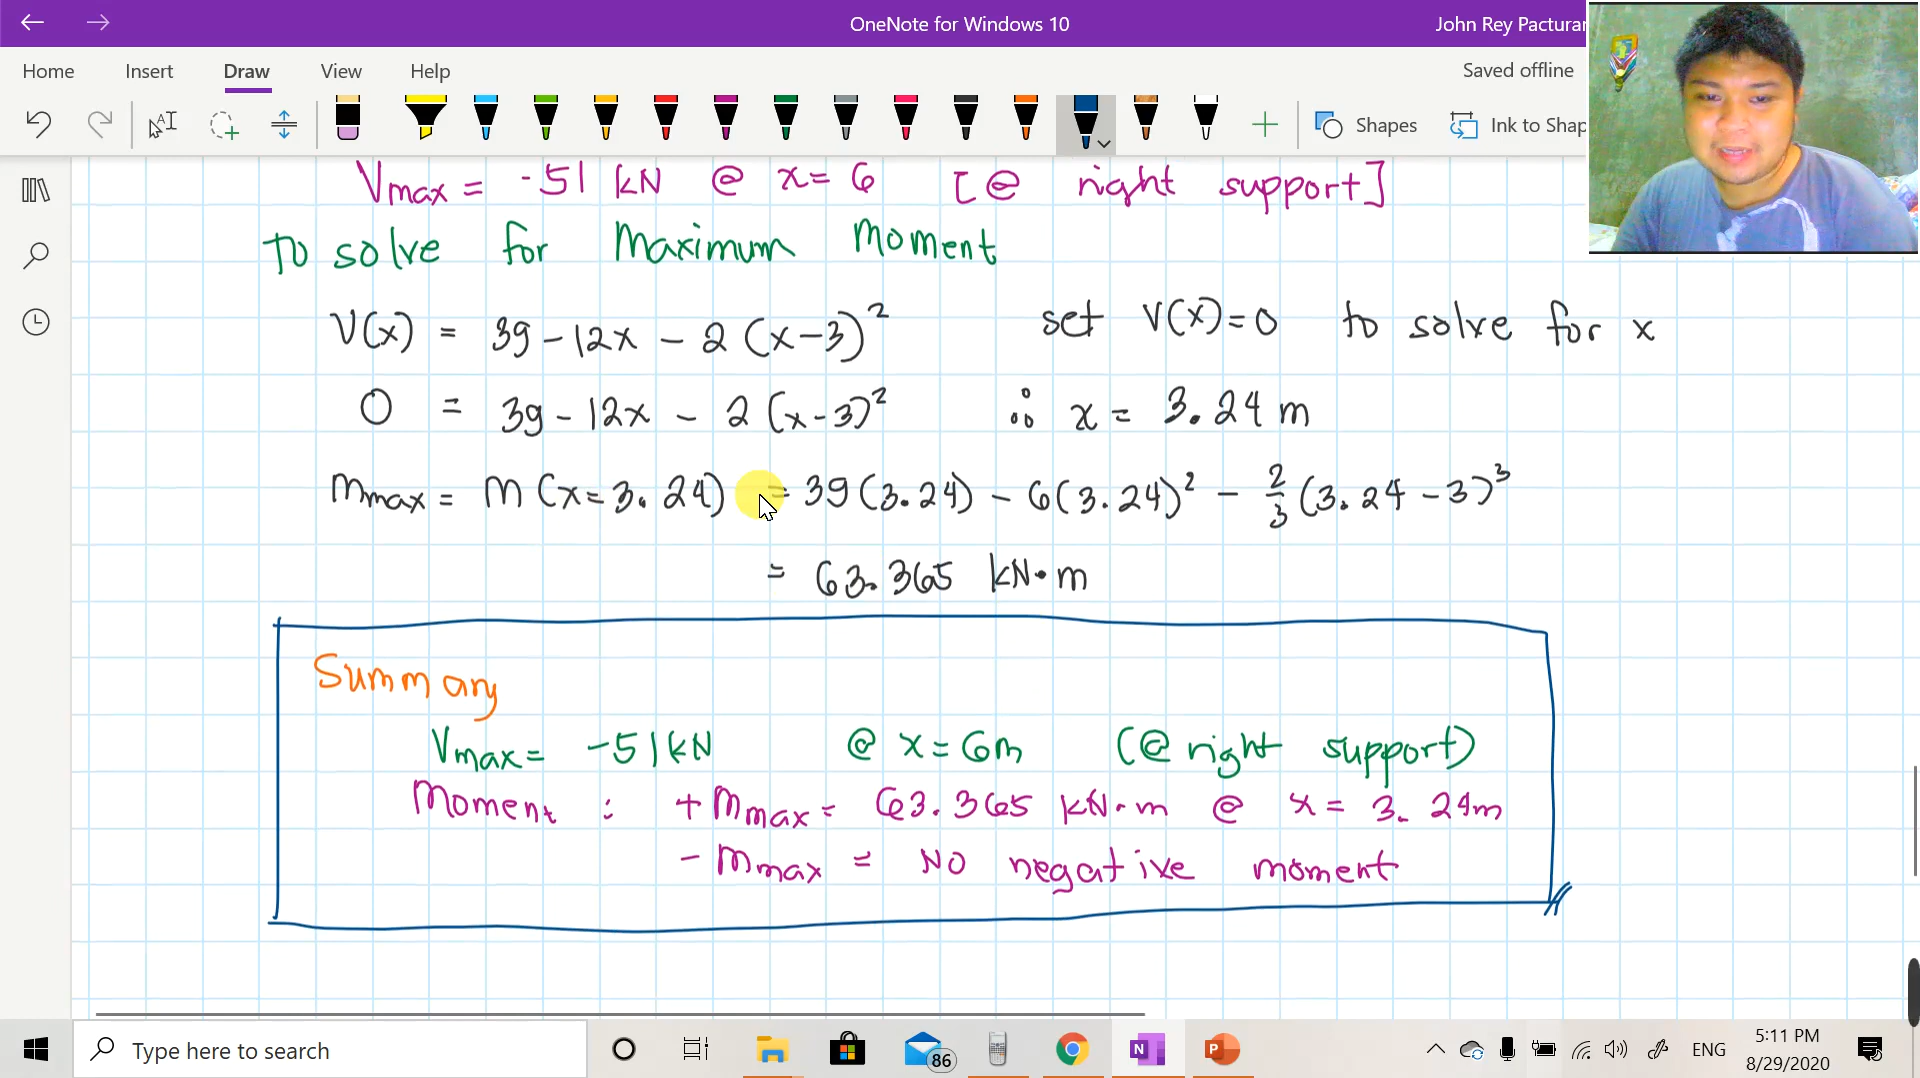 OneNote for Windows 10
John Rey Pacturan
Home Insert Draw View Help
Saved offline
Shapes
Ink to Shap
Vmax = -51 kN @ x= 6 [@ right support]
To solve for Maximum Moment
V(x) = 39 - 12x - 2 (x-3)² set V(x)=0 to solve for x
0 = 39 - 12x - 2 (x-3)² ∴ x = 3.24 m
Mmax = M (x=3.24) = 39(3.24) - 6(3.24)² - 2/3 (3.24 - 3)³
= 63.365 kN·m
Summary
Vmax = -51 kN @ x=6m (@ right support)
Moment : + Mmax = 63.365 kN·m @ x = 3.24m
- Mmax = No negative moment
Type here to search
86
N
P
ENG
5:11 PM
8/29/2020